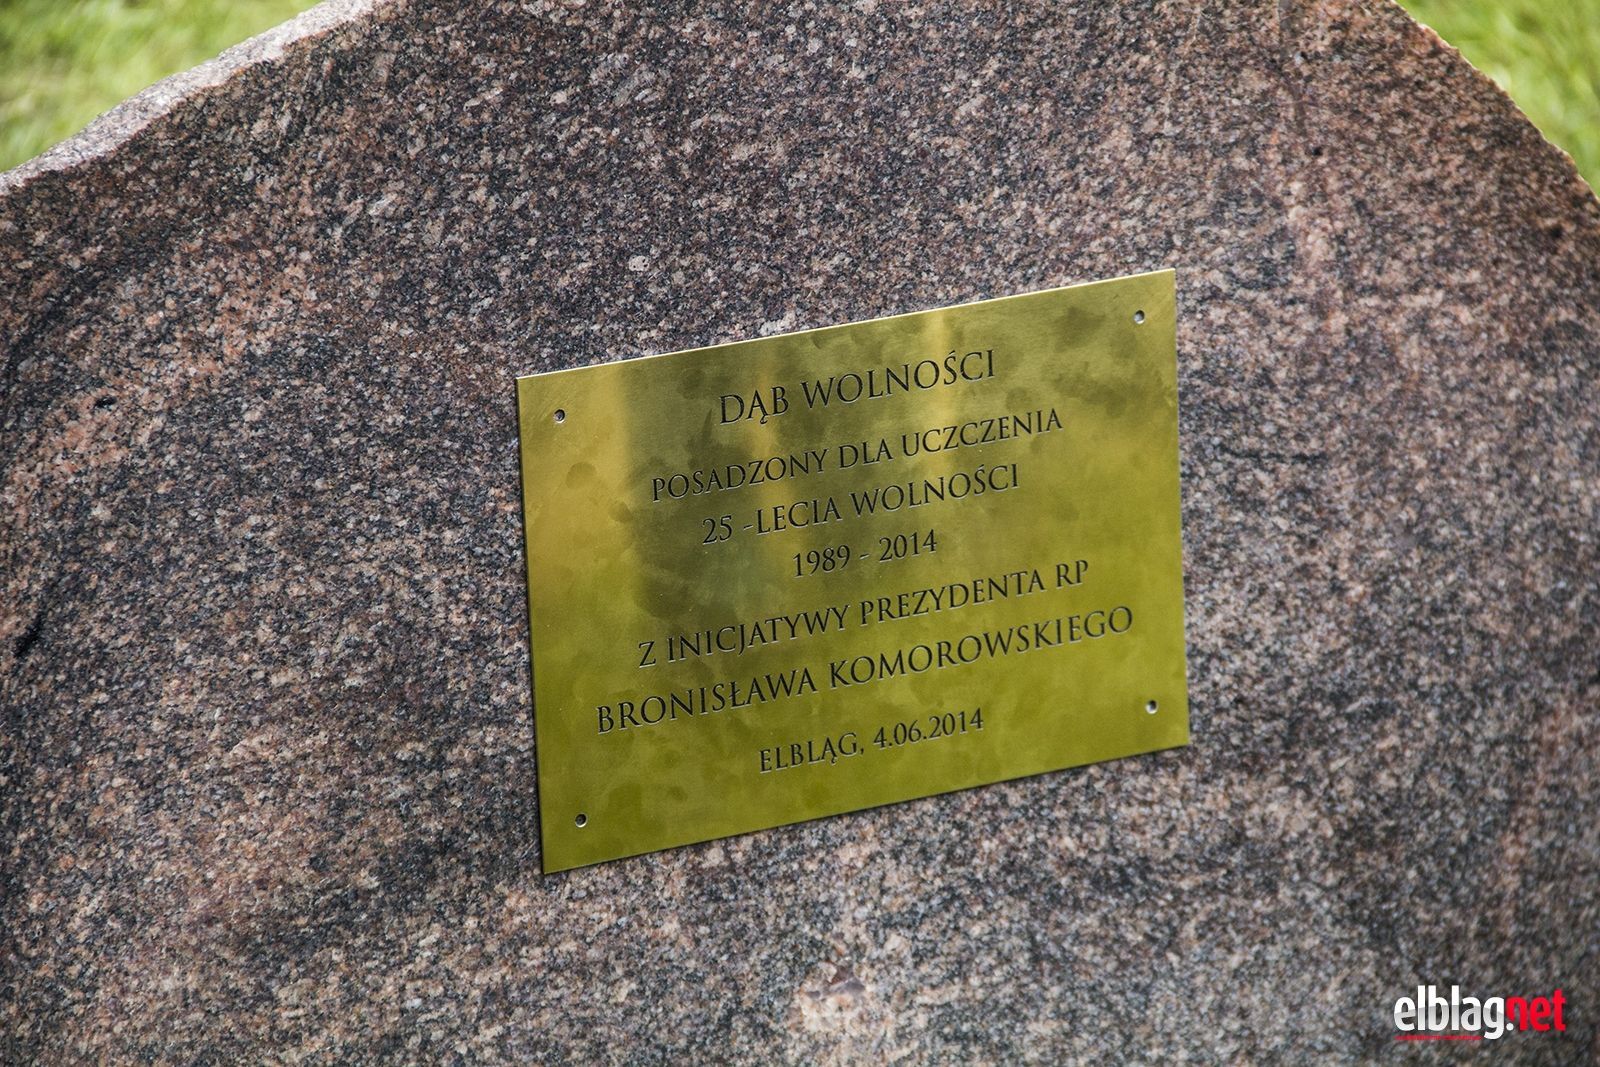 DĄB WOLNOŚCI
POSADZONY DLA UCZCZENIA
25 -LECIA WOLNOŚCI
1989 - 2014
Z INICJATYWY PREZYDENTA RP
BRONISŁAWA KOMOROWSKIEGO
ELBLĄG, 4.06.2014
elblag.net